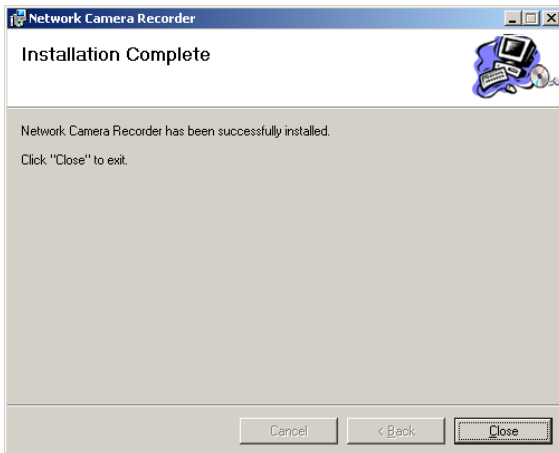 Network Camera Recorder
Installation Complete
Network Camera Recorder has been successfully installed.
Click "Close" to exit.
Cancel
< Back
Close